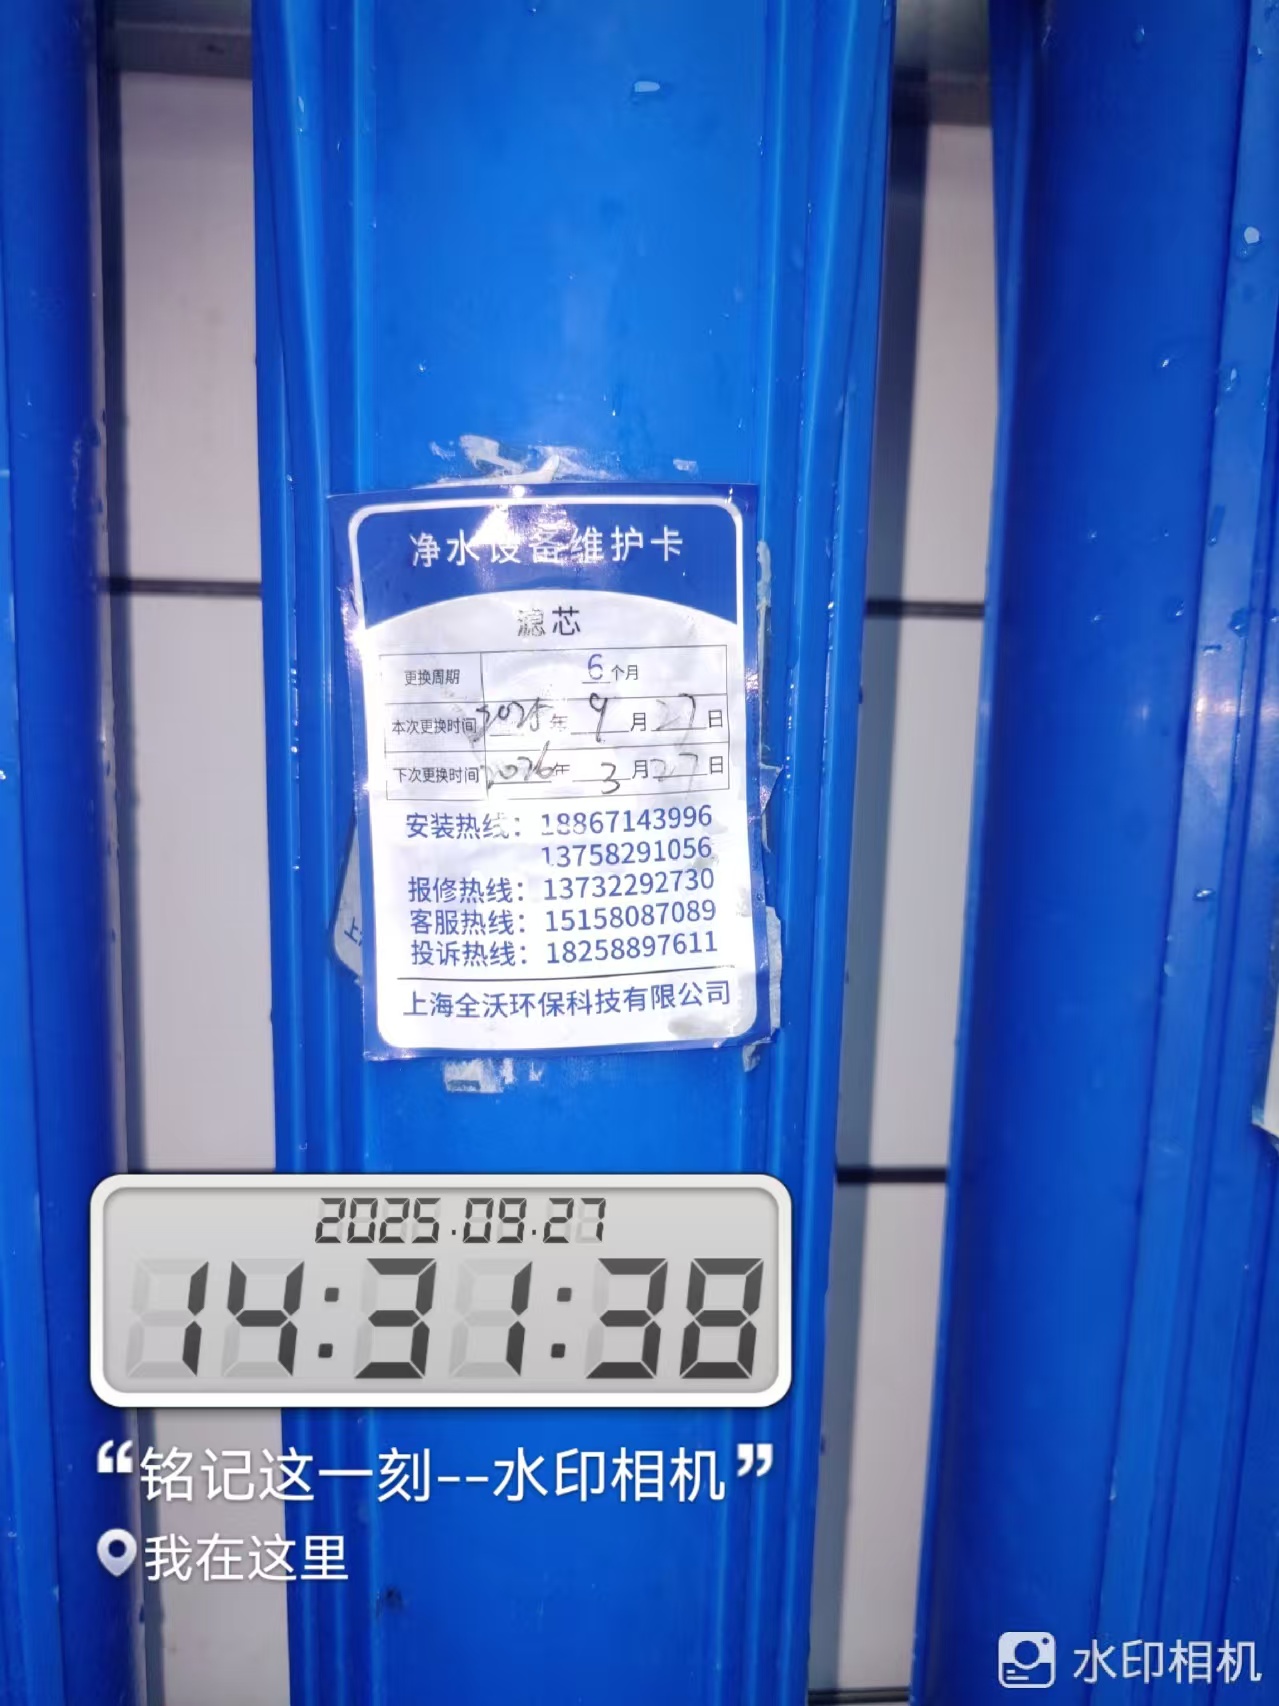 净水设备维护卡
滤芯
更换周期 6个月
本次更换时间 2025年9月27日
下次更换时间 2026年3月27日
安装热线：18867143996
13758291056
报修热线：13732292730
客服热线：15158087089
投诉热线：18258897611
上海全沃环保科技有限公司
上
2025.09.27
14:31:38
“铭记这一刻--水印相机”
我在这里
水印相机